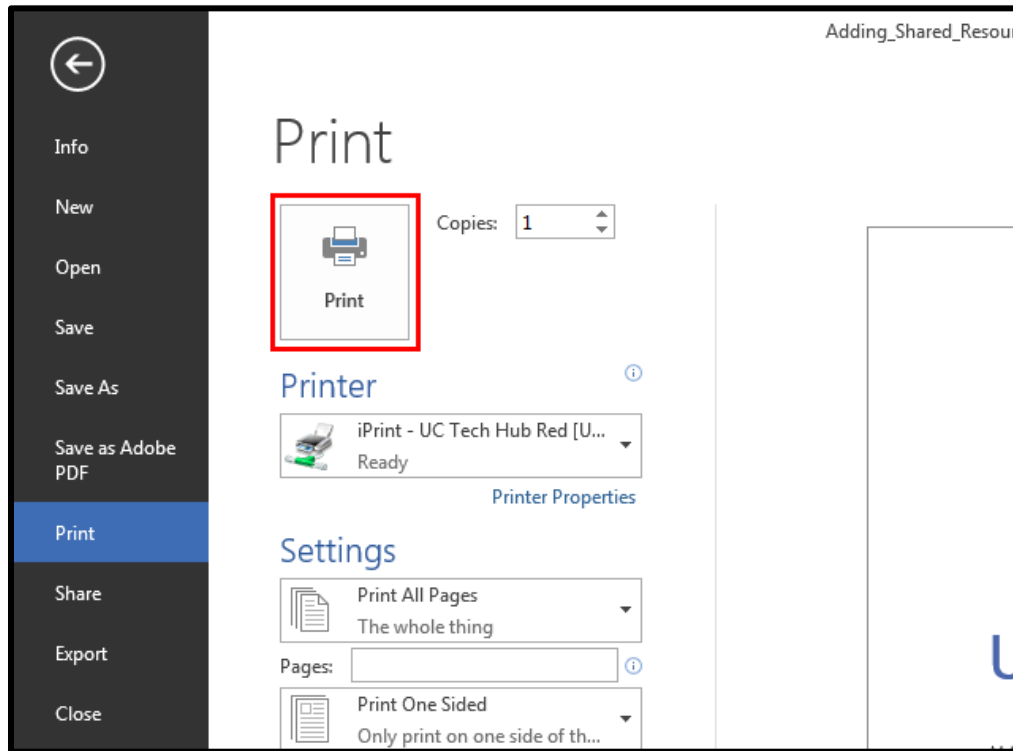 Adding_Shared_Resou
Info
New
Open
Save
Save As
Save as Adobe
PDF
Print
Share
Export
Close
Print
Print
Copies: 1
Printer
iPrint - UC Tech Hub Red [U...
Ready
Printer Properties
Settings
Print All Pages
The whole thing
Pages:
Print One Sided
Only print on one side of th...
U